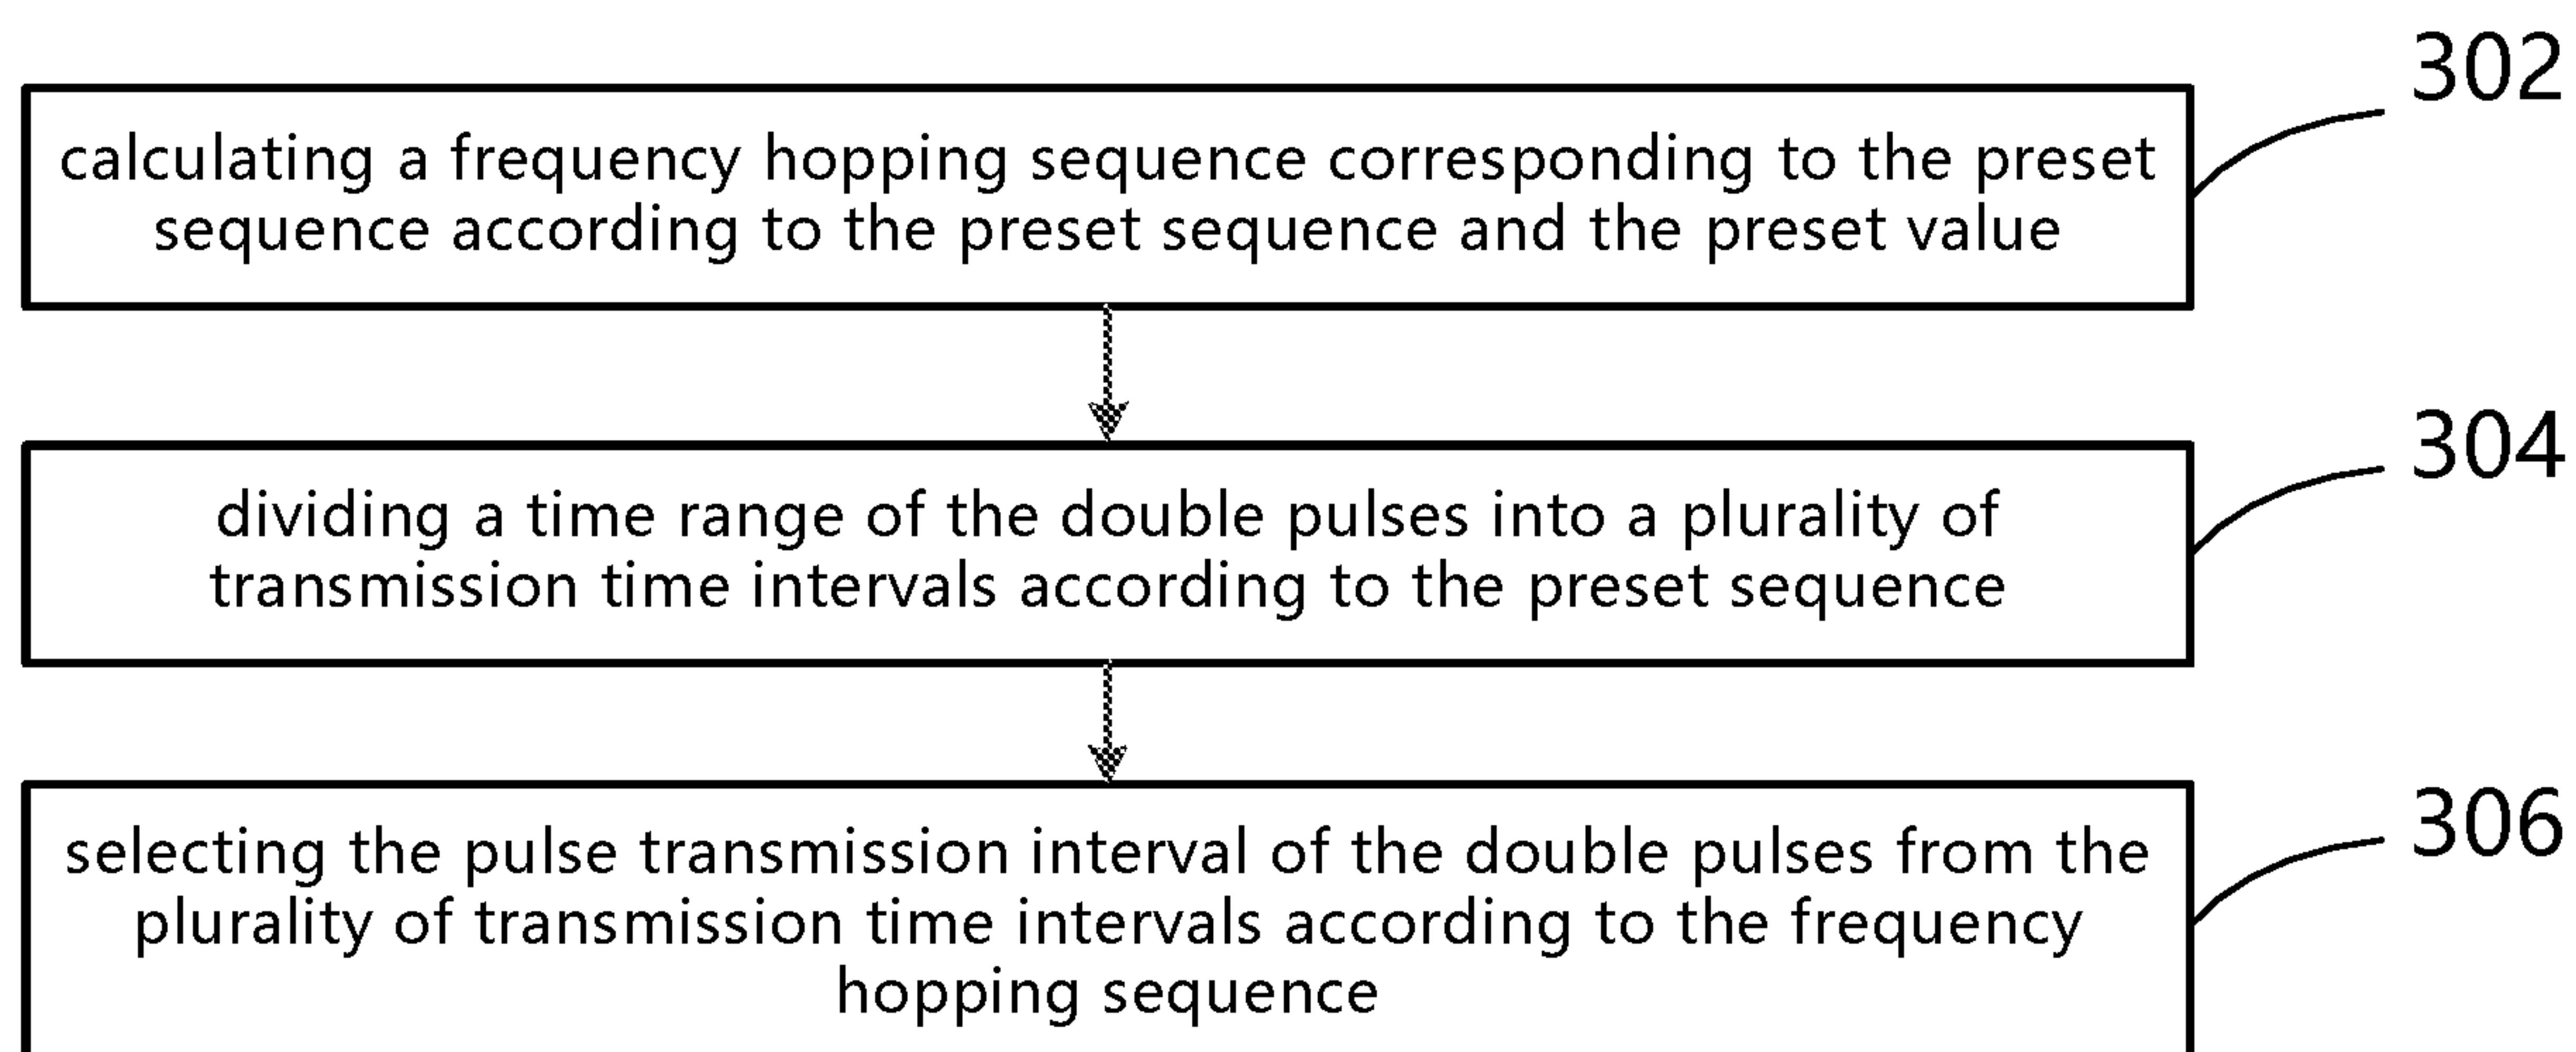 302
calculating a frequency hopping sequence corresponding to the preset
sequence according to the preset sequence and the preset value
304
dividing a time range of the double pulses into a plurality of
transmission time intervals according to the preset sequence
306
selecting the pulse transmission interval of the double pulses from the
plurality of transmission time intervals according to the frequency
hopping sequence